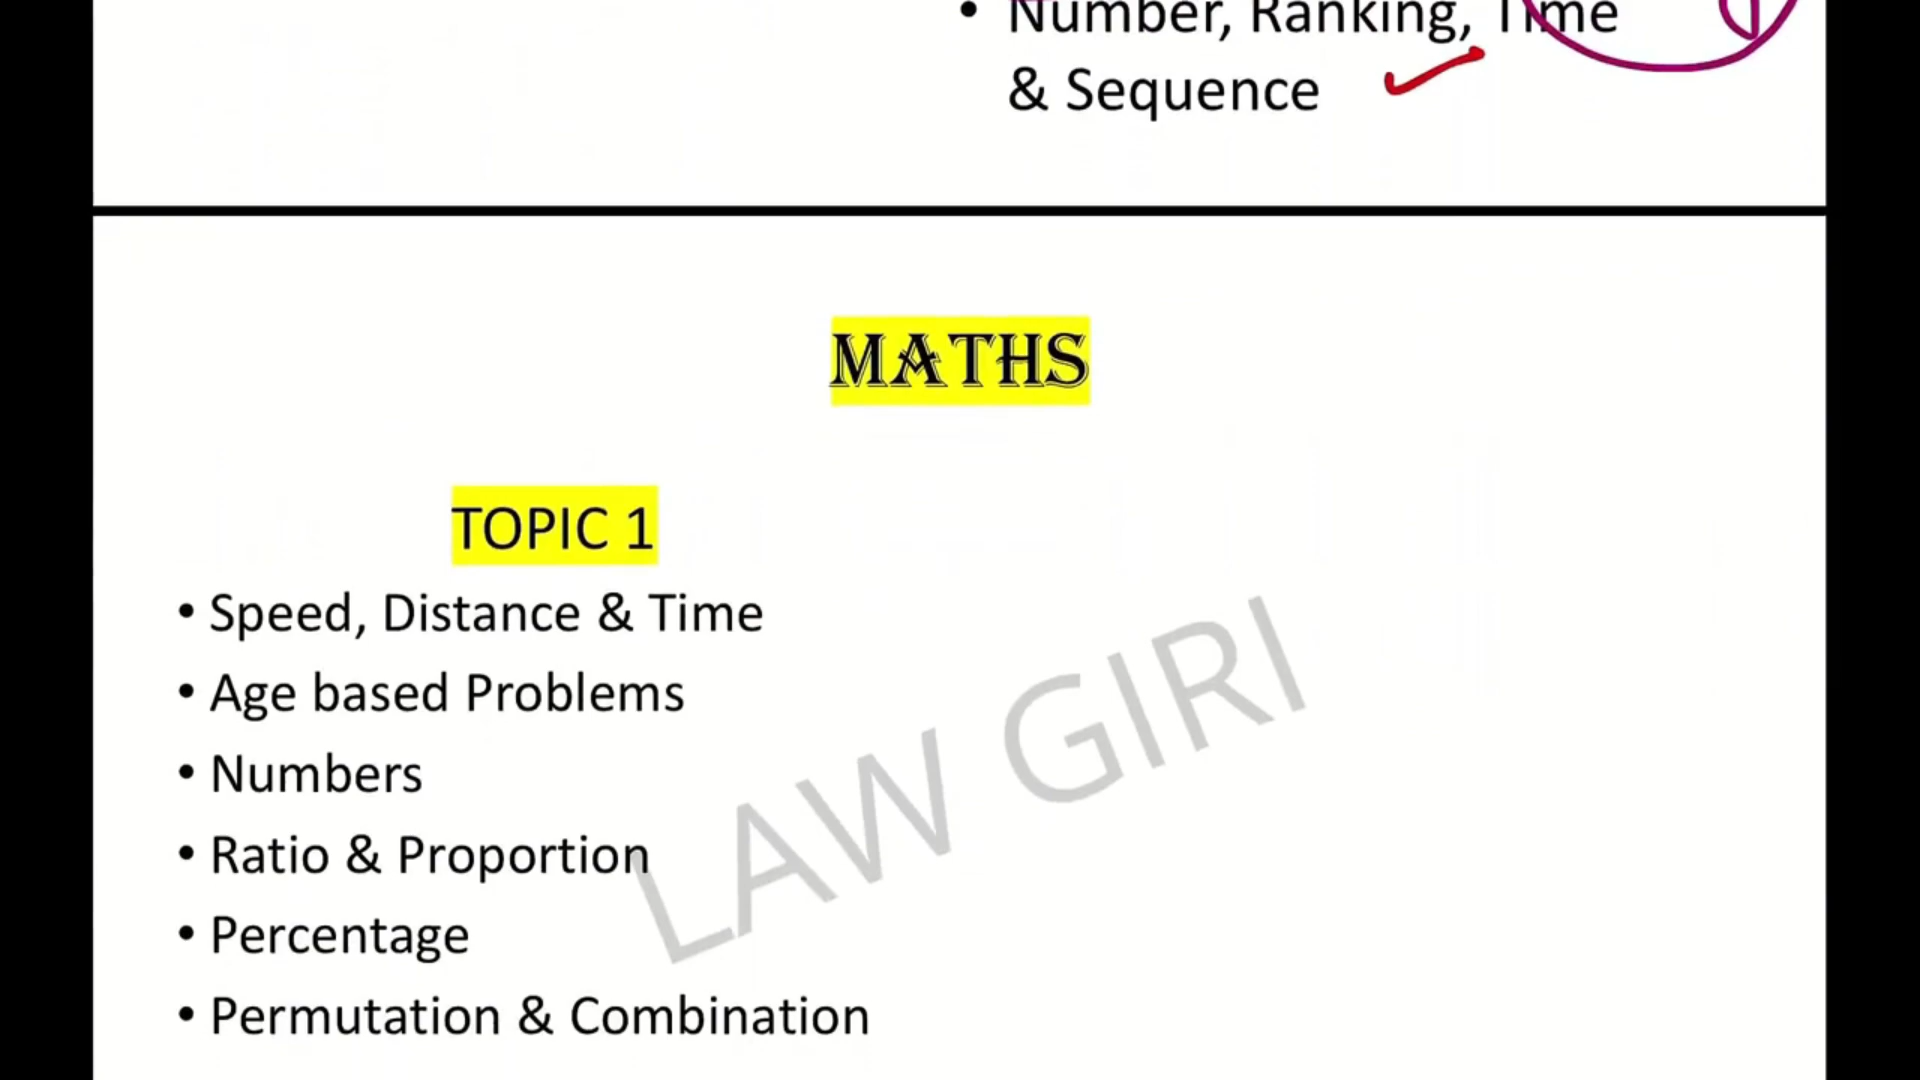 • Number, Ranking, Time
& Sequence
MATHS
TOPIC 1
• Speed, Distance & Time
• Age based Problems
• Numbers
• Ratio & Proportion
• Percentage
• Permutation & Combination
LAW GIRI